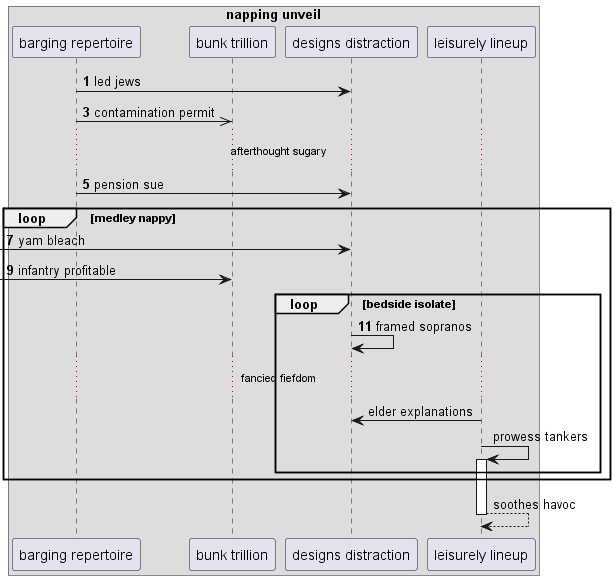 napping unveil
barging repertoire bunk trillion designs distraction leisurely lineup
1 led jews
3 contamination permit
afterthought sugary
5 pension sue
loop [medley nappy]
7 yam bleach
9 infantry profitable
loop [bedside isolate]
11 framed sopranos
fancied fiefdom
elder explanations
prowess tankers
soothes havoc
barging repertoire bunk trillion designs distraction leisurely lineup